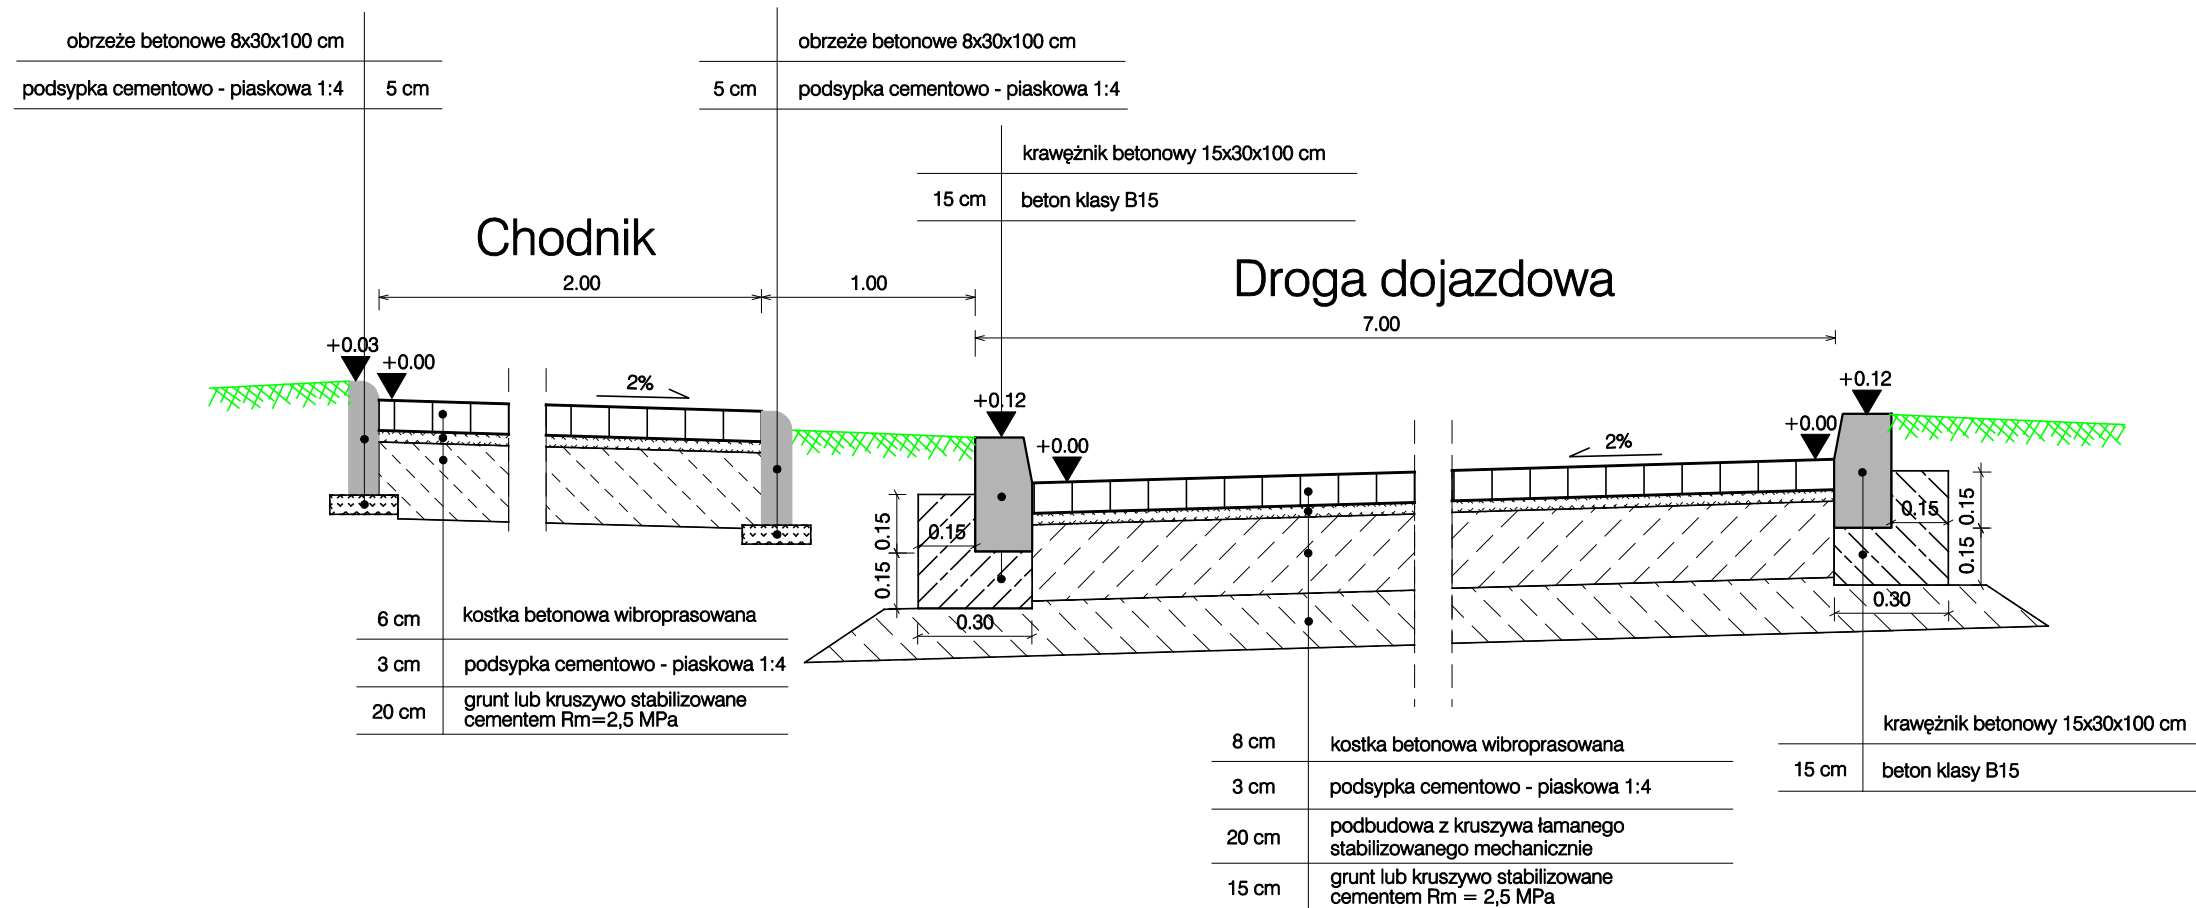 obrzeże betonowe 8x30x100 cm
podsypka cementowo - piaskowa 1:4 5 cm
obrzeże betonowe 8x30x100 cm
5 cm podsypka cementowo - piaskowa 1:4
krawężnik betonowy 15x30x100 cm
15 cm beton klasy B15
Chodnik
2.00
1.00
Droga dojazdowa
7.00
+0.03
+0.00
2%
+0.12
+0.00
2%
+0.00
+0.12
0.15
0.15
0.15
0.30
0.15
0.15
0.15
0.30
6 cm kostka betonowa wibroprasowana
3 cm podsypka cementowo - piaskowa 1:4
20 cm grunt lub kruszywo stabilizowane
cementem Rm=2,5 MPa
8 cm kostka betonowa wibroprasowana
3 cm podsypka cementowo - piaskowa 1:4
20 cm podbudowa z kruszywa łamanego
stabilizowanego mechanicznie
15 cm grunt lub kruszywo stabilizowane
cementem Rm = 2,5 MPa
krawężnik betonowy 15x30x100 cm
15 cm beton klasy B15